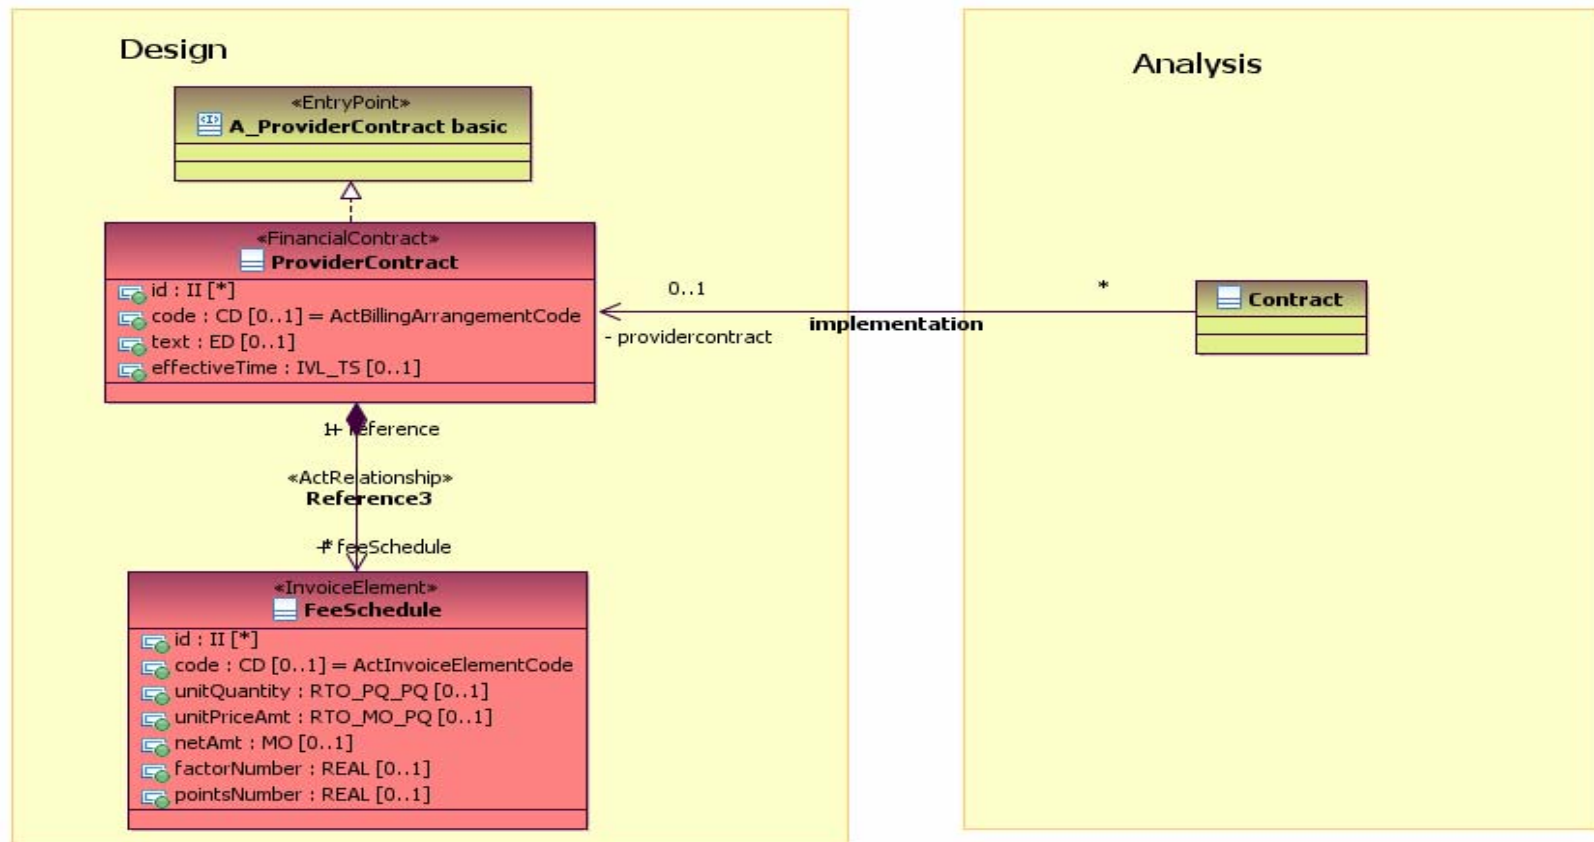 Design
«EntryPoint»
A_ProviderContract basic
«FinancialContract»
ProviderContract
id : II [*]
code : CD [0..1] = ActBillingArrangementCode
text : ED [0..1]
effectiveTime : IVL_TS [0..1]
1+ reference
«ActRelationship»
Reference3
+* feeSchedule
«InvoiceElement»
FeeSchedule
id : II [*]
code : CD [0..1] = ActInvoiceElementCode
unitQuantity : RTO_PQ_PQ [0..1]
unitPriceAmt : RTO_MO_PQ [0..1]
netAmt : MO [0..1]
factorNumber : REAL [0..1]
pointsNumber : REAL [0..1]
0..1
*
implementation
- providercontract
Analysis
Contract